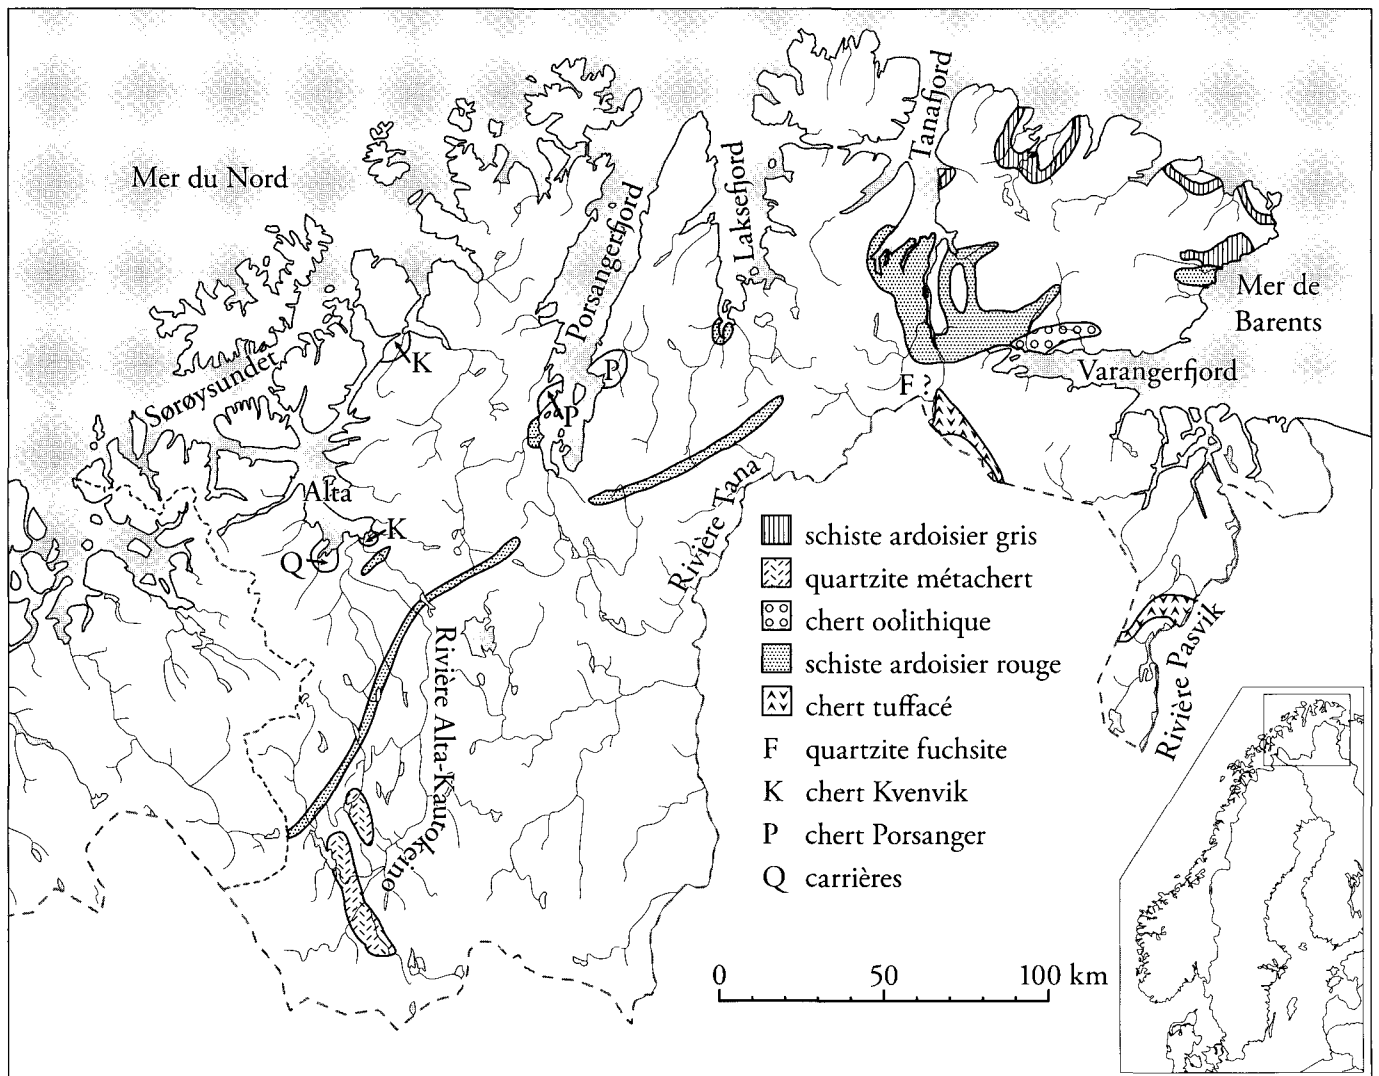 Mer du Nord
Tanafjord
Laksefjord
Porsangerfjord
Sørøysundet
K
P
P
Mer de
Barents
Varangerfjord
F ?
Alta
K
Q
Rivière Tana
Rivière Alta-Kautokeino
Rivière Pasvik
schiste ardoisier gris
quartzite métachert
chert oolithique
schiste ardoisier rouge
chert tuffacé
F quartzite fuchsite
K chert Kvenvik
P chert Porsanger
Q carrières
0 50 100 km